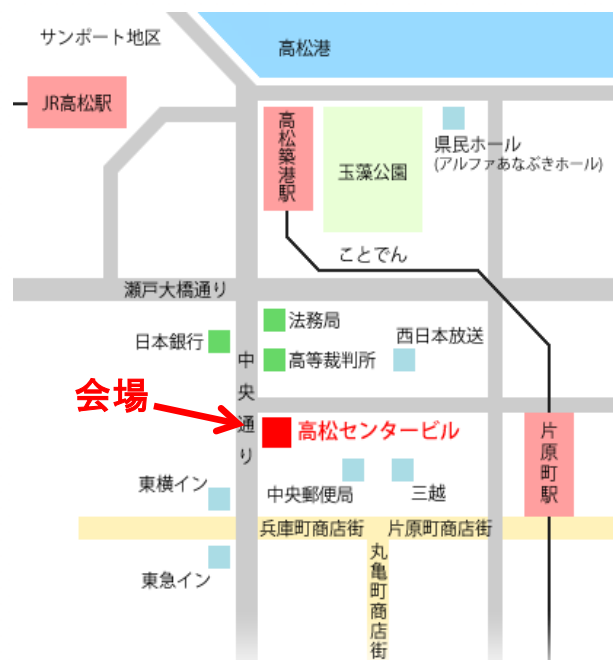 サンポート地区
高松港
JR高松駅
高松築港駅
玉藻公園
県民ホール
(アルファあなぶきホール)
ことでん
瀬戸大橋通り
法務局
日本銀行
西日本放送
高等裁判所
中央通り
会場
高松センタービル
片原町駅
東横イン
中央郵便局
三越
兵庫町商店街
片原町商店街
丸亀町商店街
東急イン